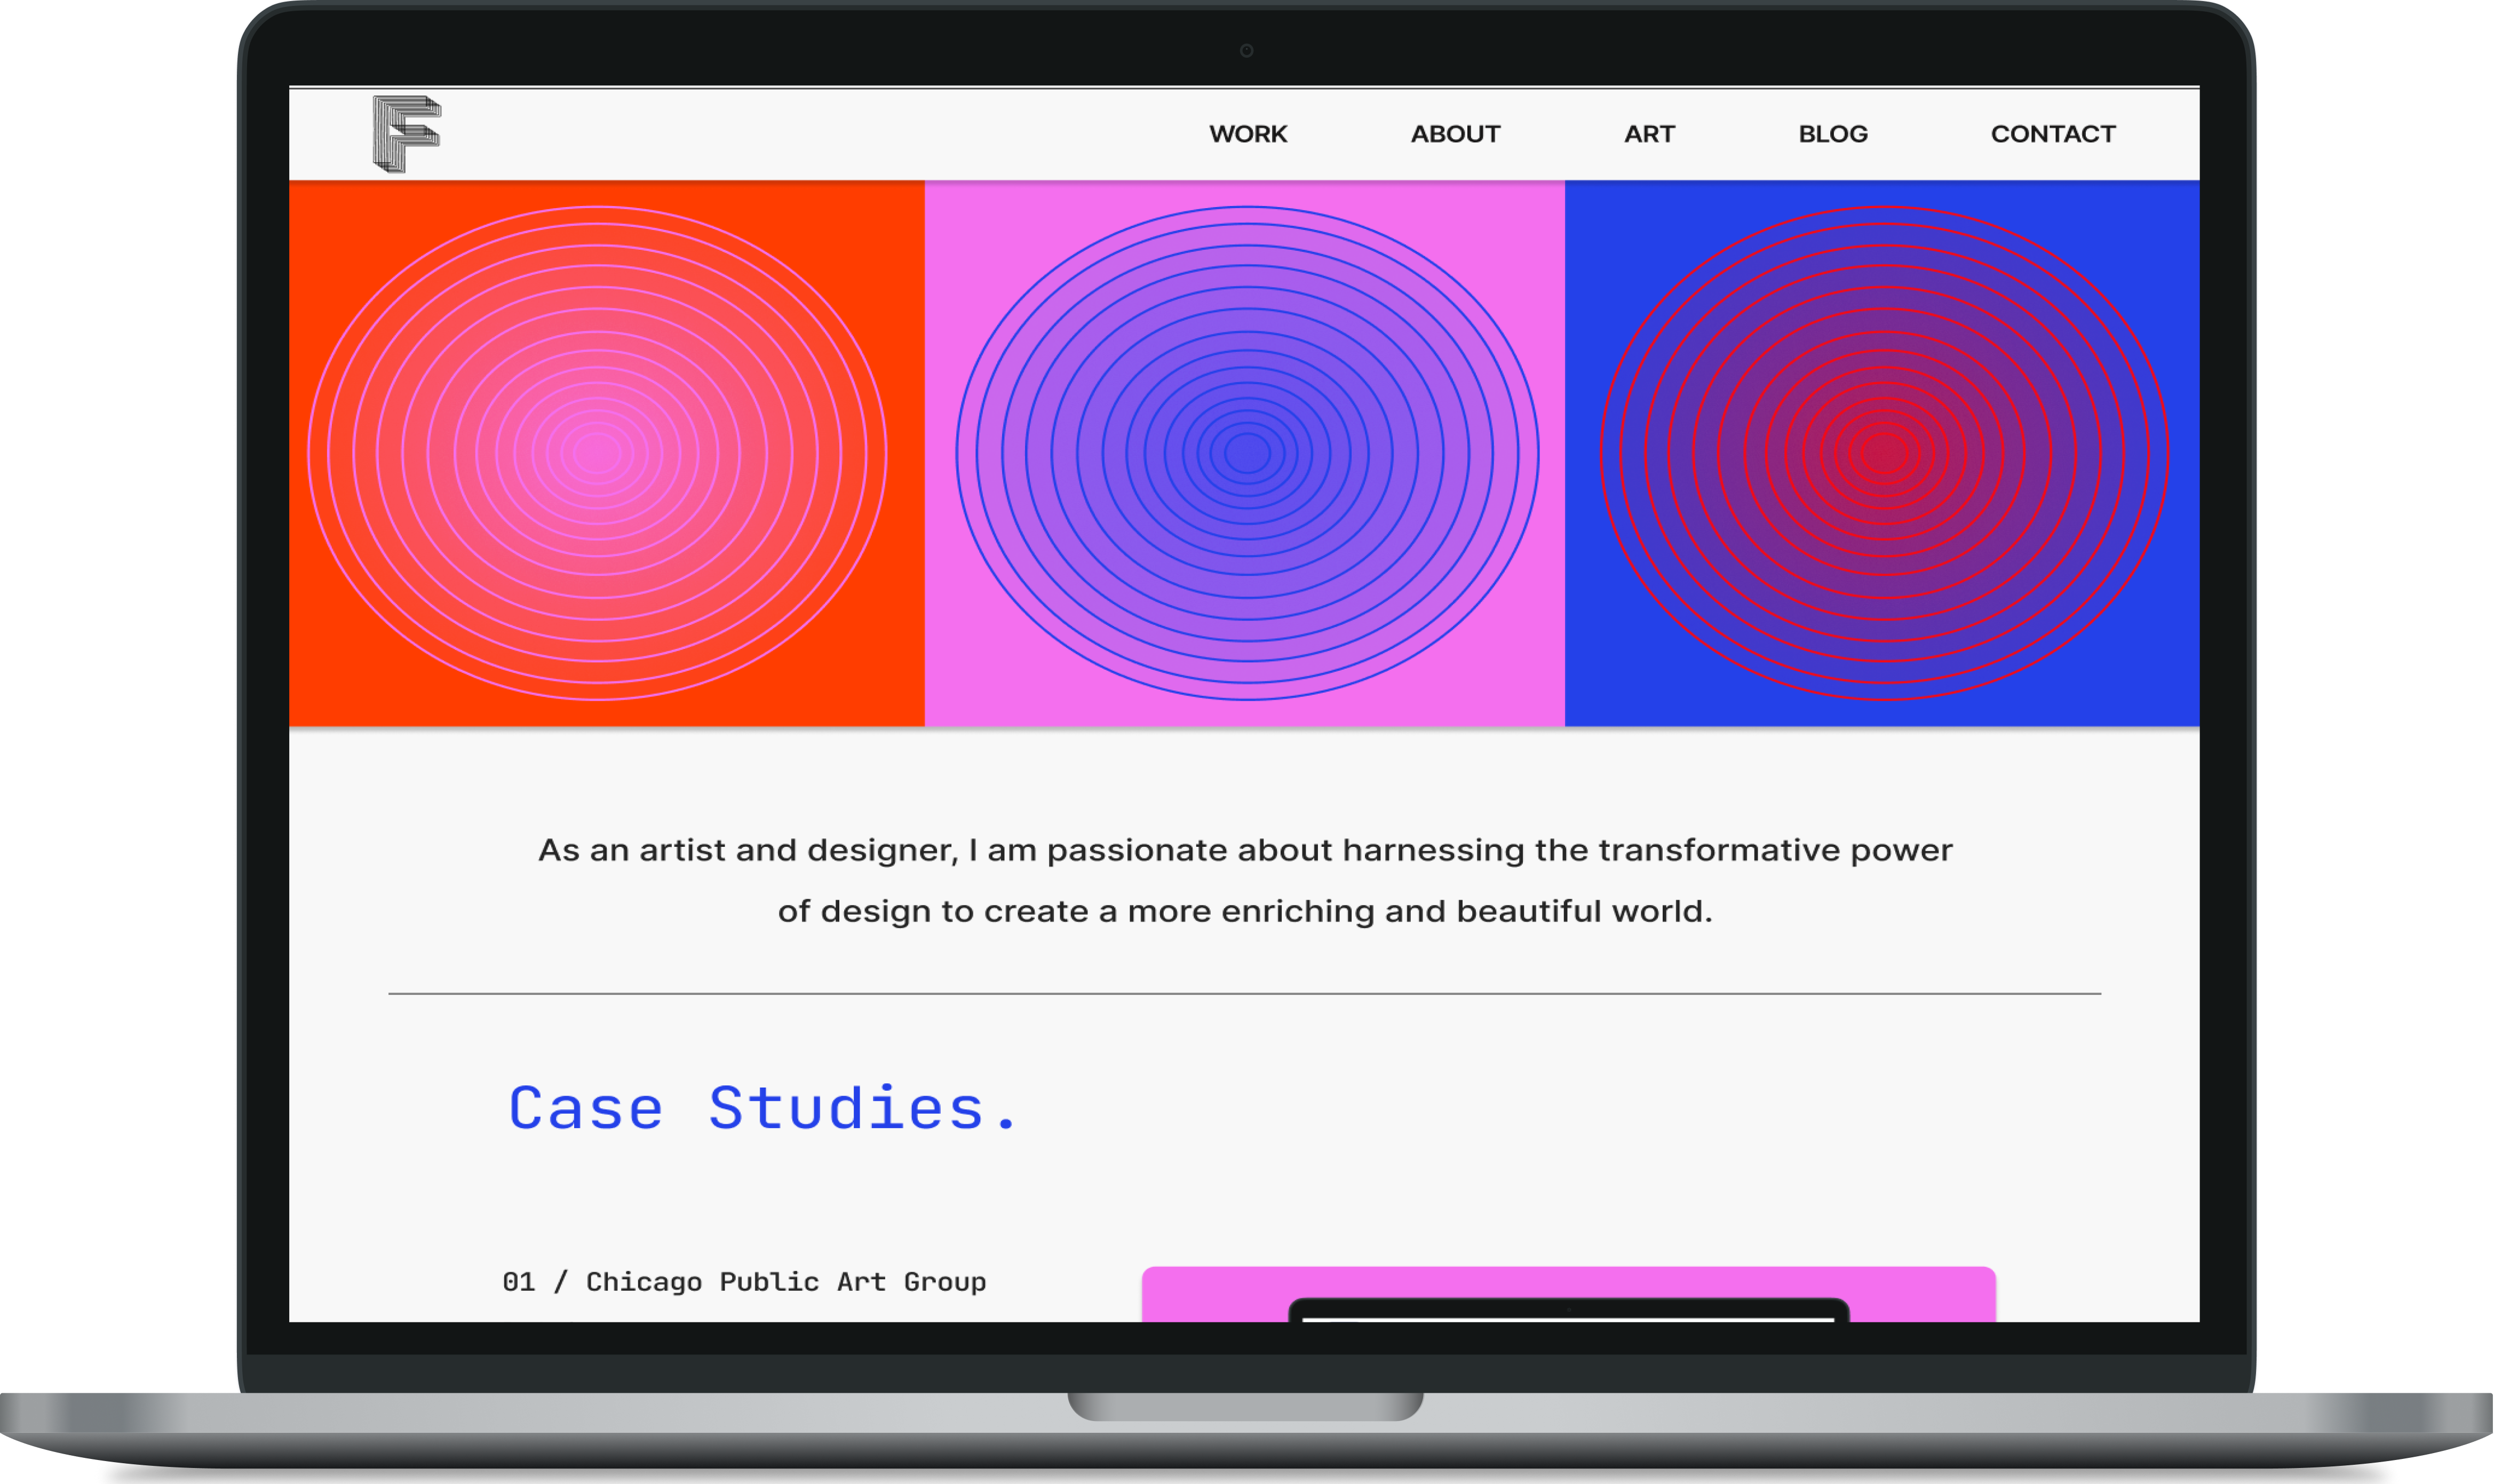 F
WORK ABOUT ART BLOG CONTACT
As an artist and designer, I am passionate about harnessing the transformative power
of design to create a more enriching and beautiful world.
Case Studies.
01 / Chicago Public Art Group